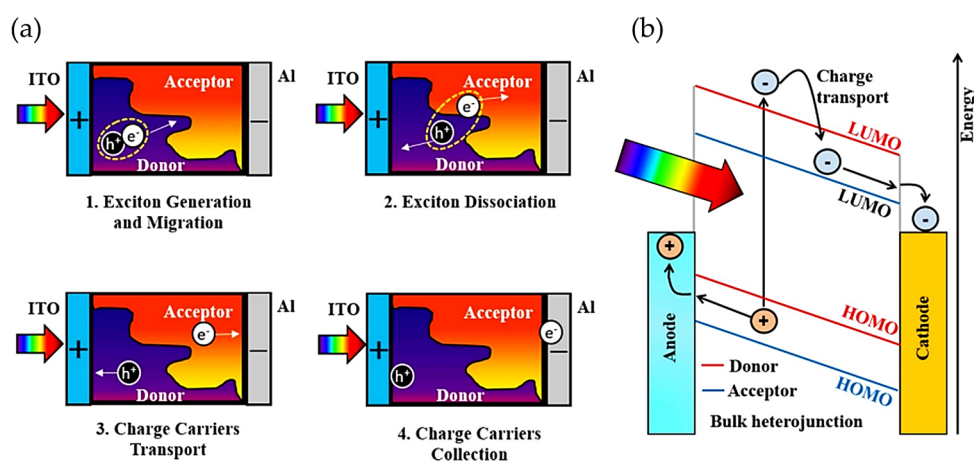 (a)
ITO
Acceptor
Al
+
h+
e-
−
Donor
1. Exciton Generation
and Migration
ITO
Acceptor
Al
+
e-
h+
−
Donor
2. Exciton Dissociation
ITO
Acceptor
Al
+
e-
h+
−
Donor
3. Charge Carriers
Transport
ITO
Acceptor
Al
+
e-
h+
−
Donor
4. Charge Carriers
Collection
(b)
Energy
-
Charge
transport
LUMO
-
LUMO
-
+
+
HOMO
HOMO
Anode
Cathode
Donor
Acceptor
Bulk heterojunction